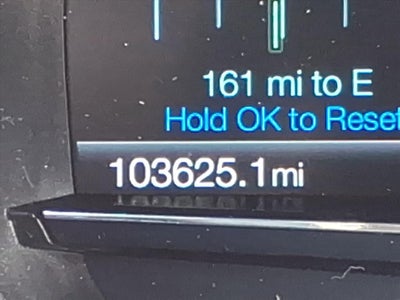 161 mi to E
Hold OK to Reset
103625.1mi